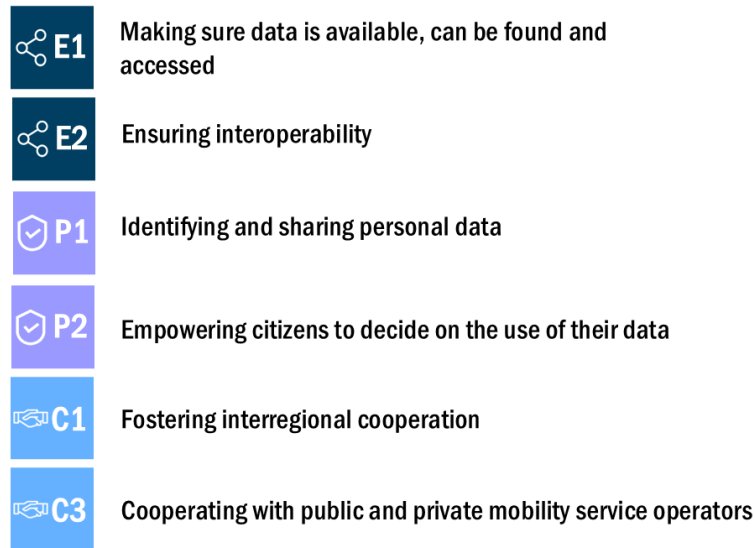 E1 Making sure data is available, can be found and
accessed
E2 Ensuring interoperability
P1 Identifying and sharing personal data
P2 Empowering citizens to decide on the use of their data
C1 Fostering interregional cooperation
C3 Cooperating with public and private mobility service operators